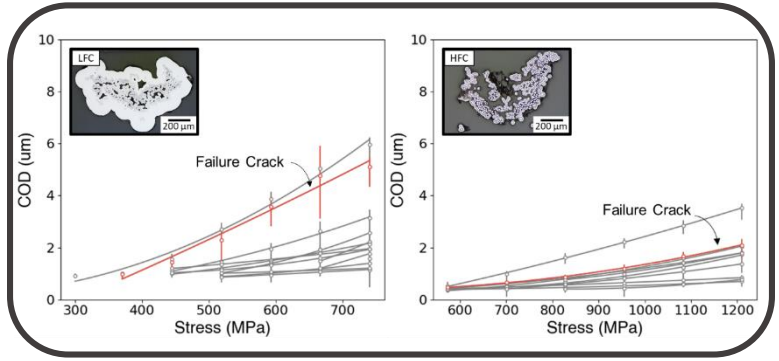 10
8
6
4
2
0
COD (um)
LFC
200 μm
Failure Crack
300 400 500 600 700
Stress (MPa)
10
8
6
4
2
0
COD (um)
HFC
200 μm
Failure Crack
600 700 800 900 1000 1100 1200
Stress (MPa)